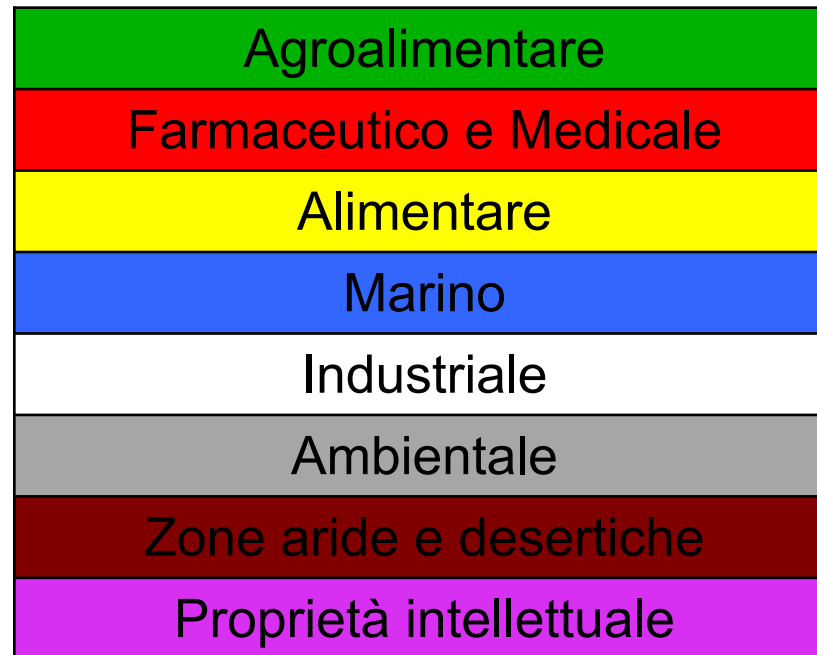 Agroalimentare
Farmaceutico e Medicale
Alimentare
Marino
Industriale
Ambientale
Zone aride e desertiche
Proprietà intellettuale